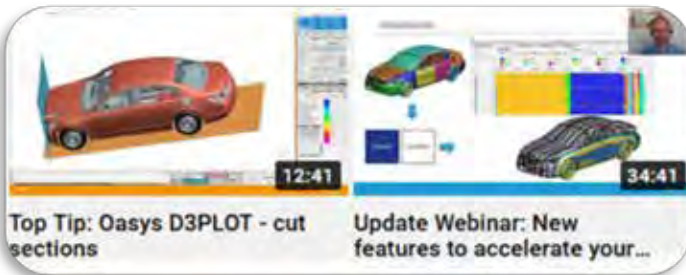 12:41
34:41
Top Tip: Oasys D3PLOT - cut
sections
Update Webinar: New
features to accelerate your...